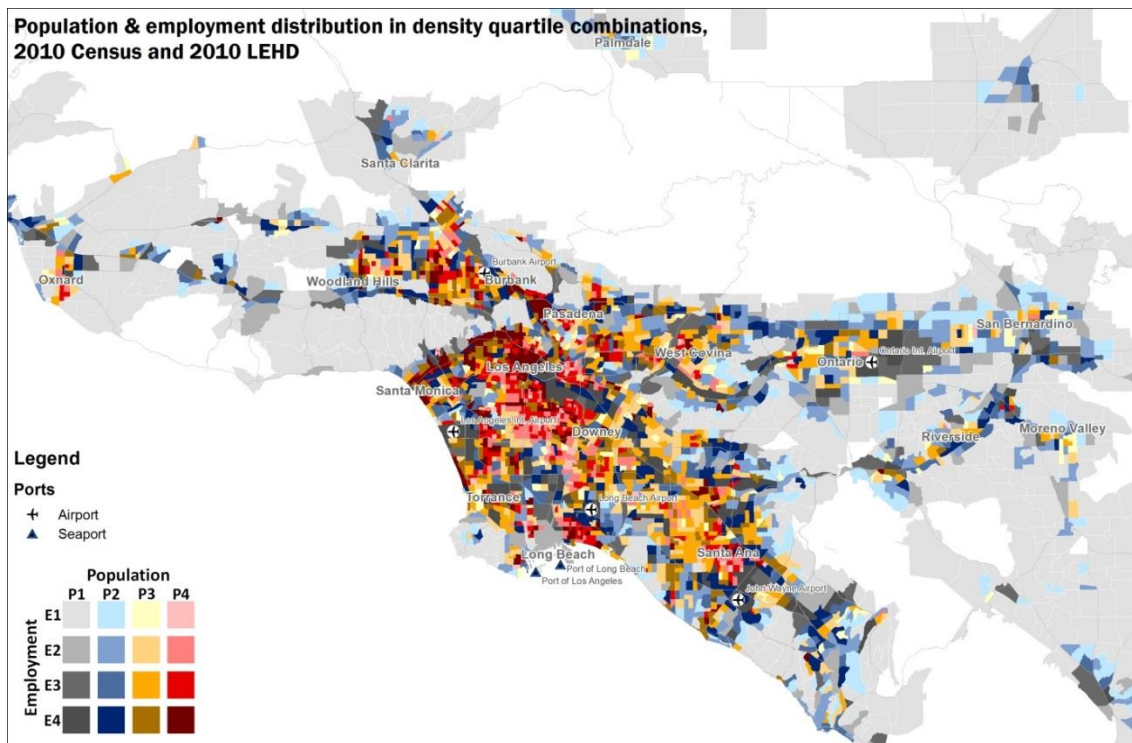 Population & employment distribution in density quartile combinations,
2010 Census and 2010 LEHD
Palmdale
Santa Clarita
Oxnard
Woodland Hills
Burbank Airport
Burbank
Pasadena
San Bernardino
West Covina
Ontario
Ontario Int. Airport
Los Angeles
Santa Monica
Los Angeles Int. Airport
Downey
Riverside
Moreno Valley
Torrance
Long Beach Airport
Long Beach
Port of Long Beach
Port of Los Angeles
Santa Ana
John Wayne Airport
Legend
Ports
Airport
Seaport
Population
P1 P2 P3 P4
Employment
E1
E2
E3
E4